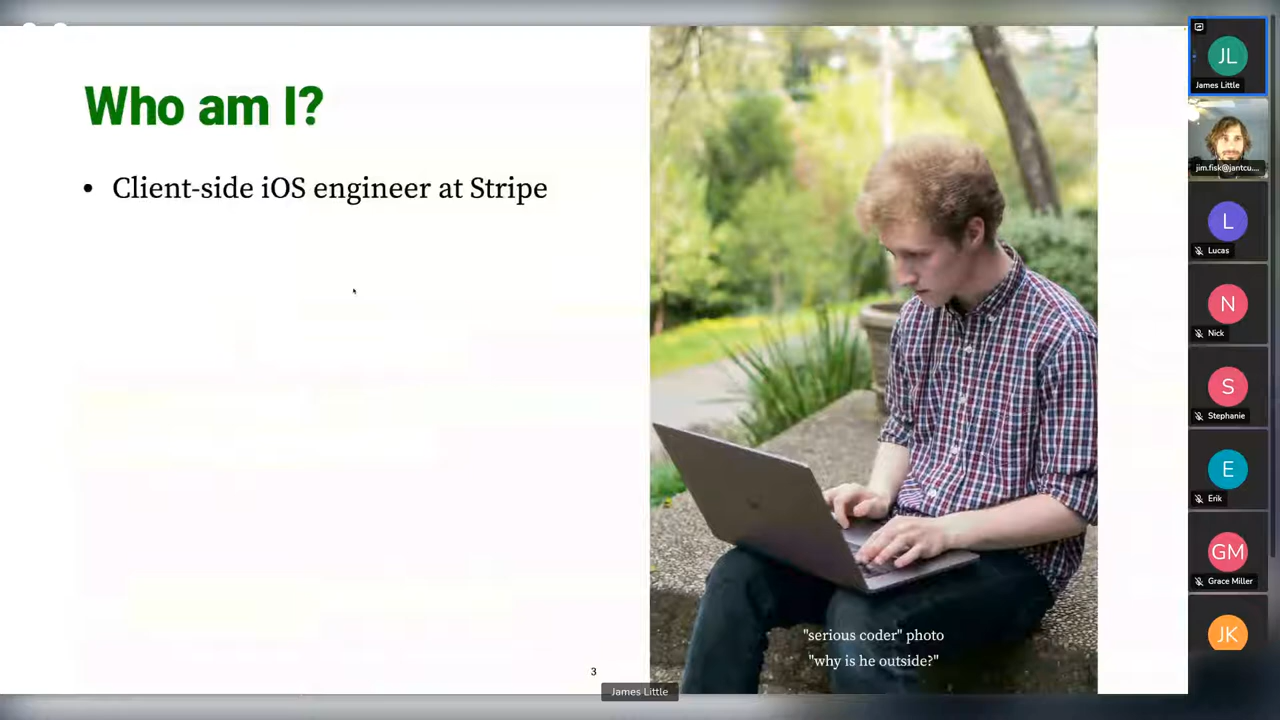 Who am I?
• Client-side iOS engineer at Stripe
"serious coder" photo
"why is he outside?"
3
James Little
JL
James Little
jim.fisk@jantcu....
L
Lucas
N
Nick
S
Stephanie
E
Erik
GM
Grace Miller
JK